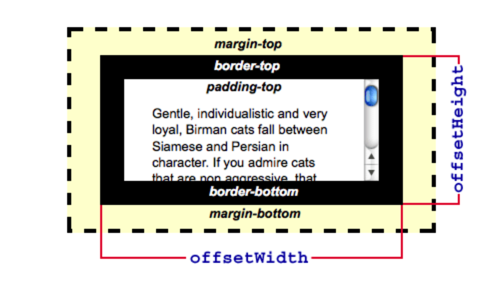 margin-top
border-top
padding-top
Gentle, individualistic and very
loyal, Birman cats fall between
Siamese and Persian in
character. If you admire cats
that are non aggressive, that
border-bottom
margin-bottom
offsetWidth
offsetHeight